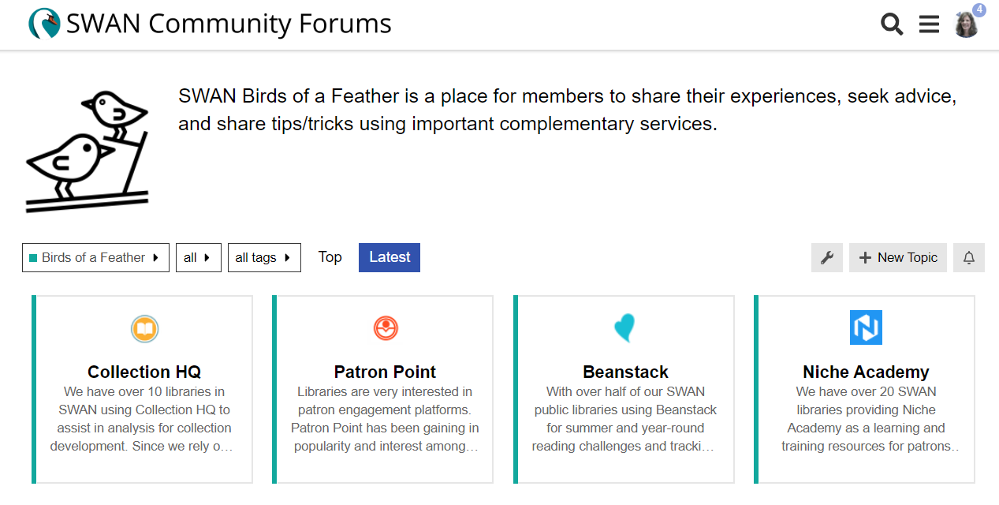 SWAN Community Forums
4
SWAN Birds of a Feather is a place for members to share their experiences, seek advice,
and share tips/tricks using important complementary services.
Birds of a Feather
all
all tags
Top
Latest
New Topic
Collection HQ
We have over 10 libraries in
SWAN using Collection HQ to
assist in analysis for collection
development. Since we rely o…
Patron Point
Libraries are very interested in
patron engagement platforms.
Patron Point has been gaining in
popularity and interest among…
Beanstack
With over half of our SWAN
public libraries using Beanstack
for summer and year-round
reading challenges and tracki…
Niche Academy
We have over 20 SWAN
libraries providing Niche
Academy as a learning and
training resources for patrons..